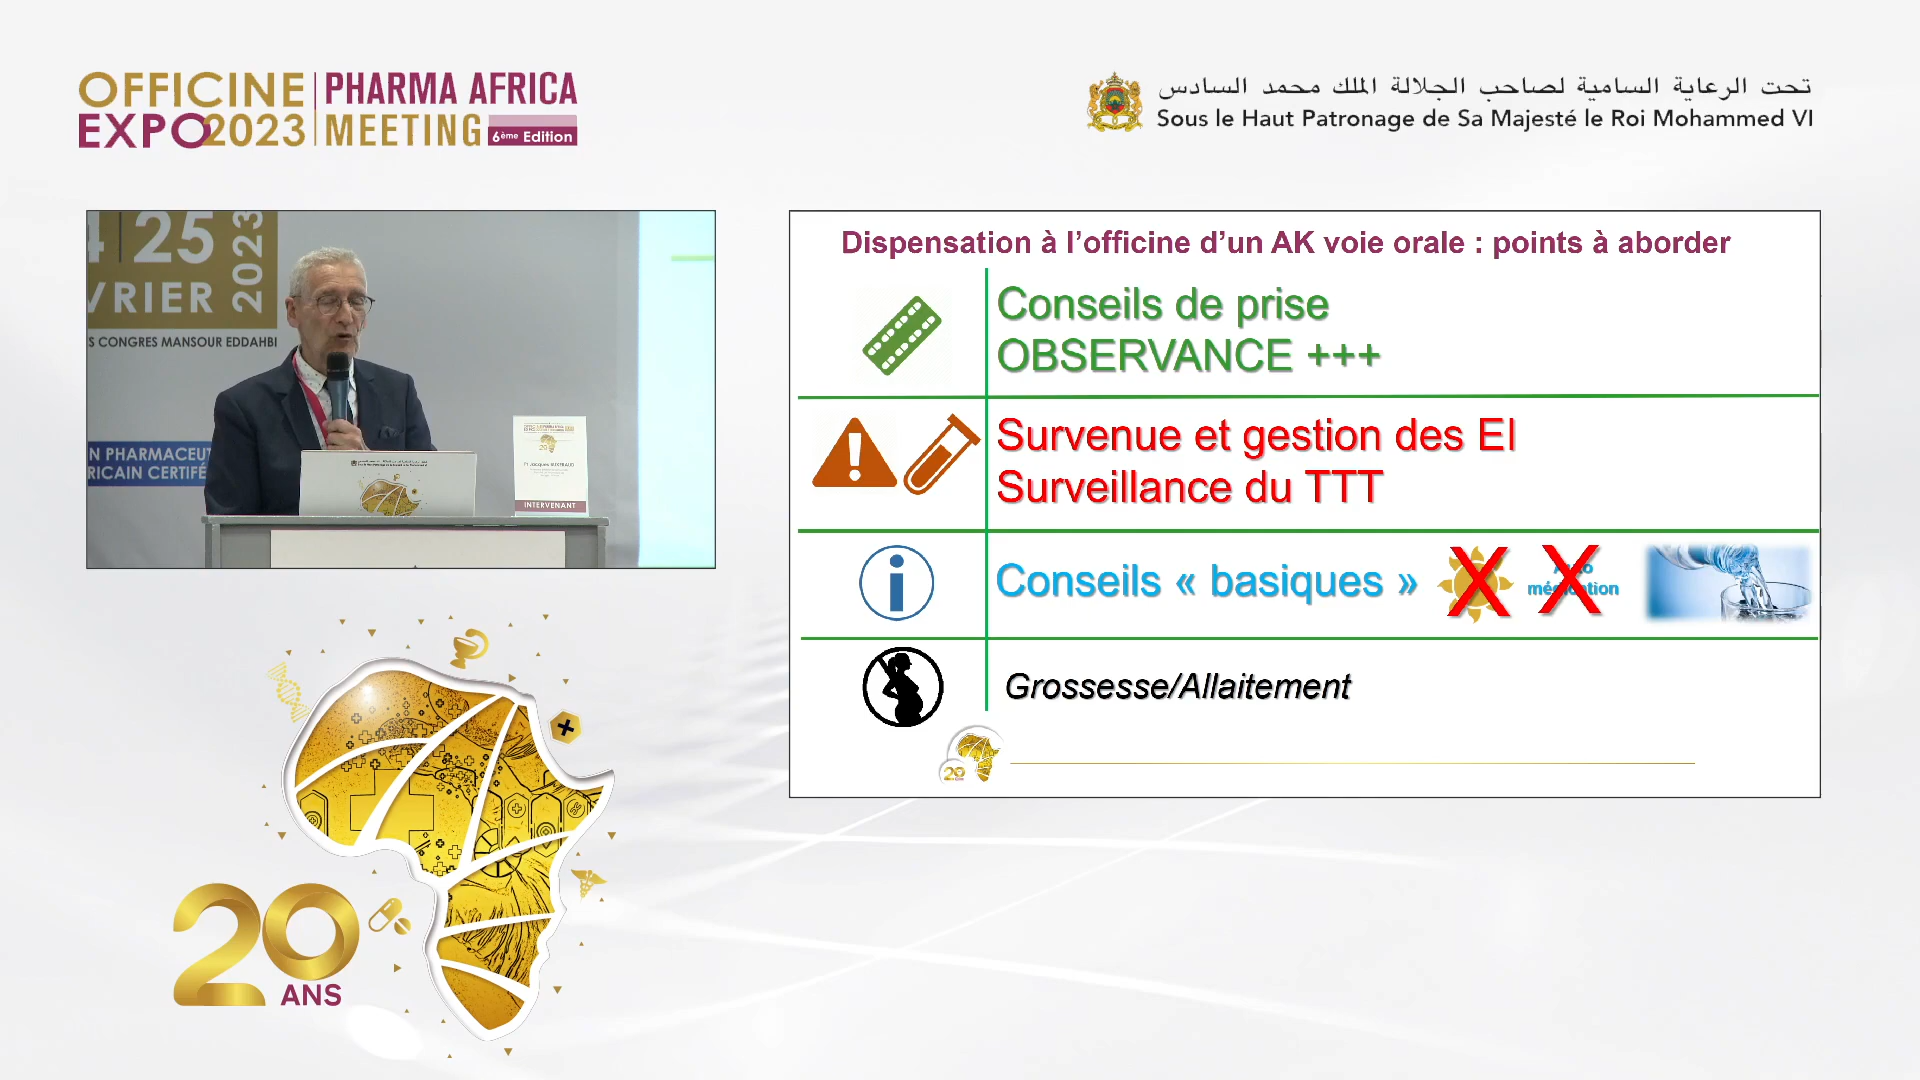 OFFICINE
EXPO2023
PHARMA AFRICA
MEETING
6ème Edition
تحت الرعاية السامية لصاحب الجلالة الملك محمد السادس
Sous le Haut Patronage de Sa Majesté le Roi Mohammed VI
25
VRIER
2023
S CONGRES MANSOUR EDDAHBI
N PHARMACEUT
RICAIN CERTIFÉ
INTERVENANT
Dispensation à l’officine d’un AK voie orale : points à aborder
Conseils de prise
OBSERVANCE +++
Survenue et gestion des EI
Surveillance du TTT
Conseils « basiques »
Grossesse/Allaitement
20
20
ANS